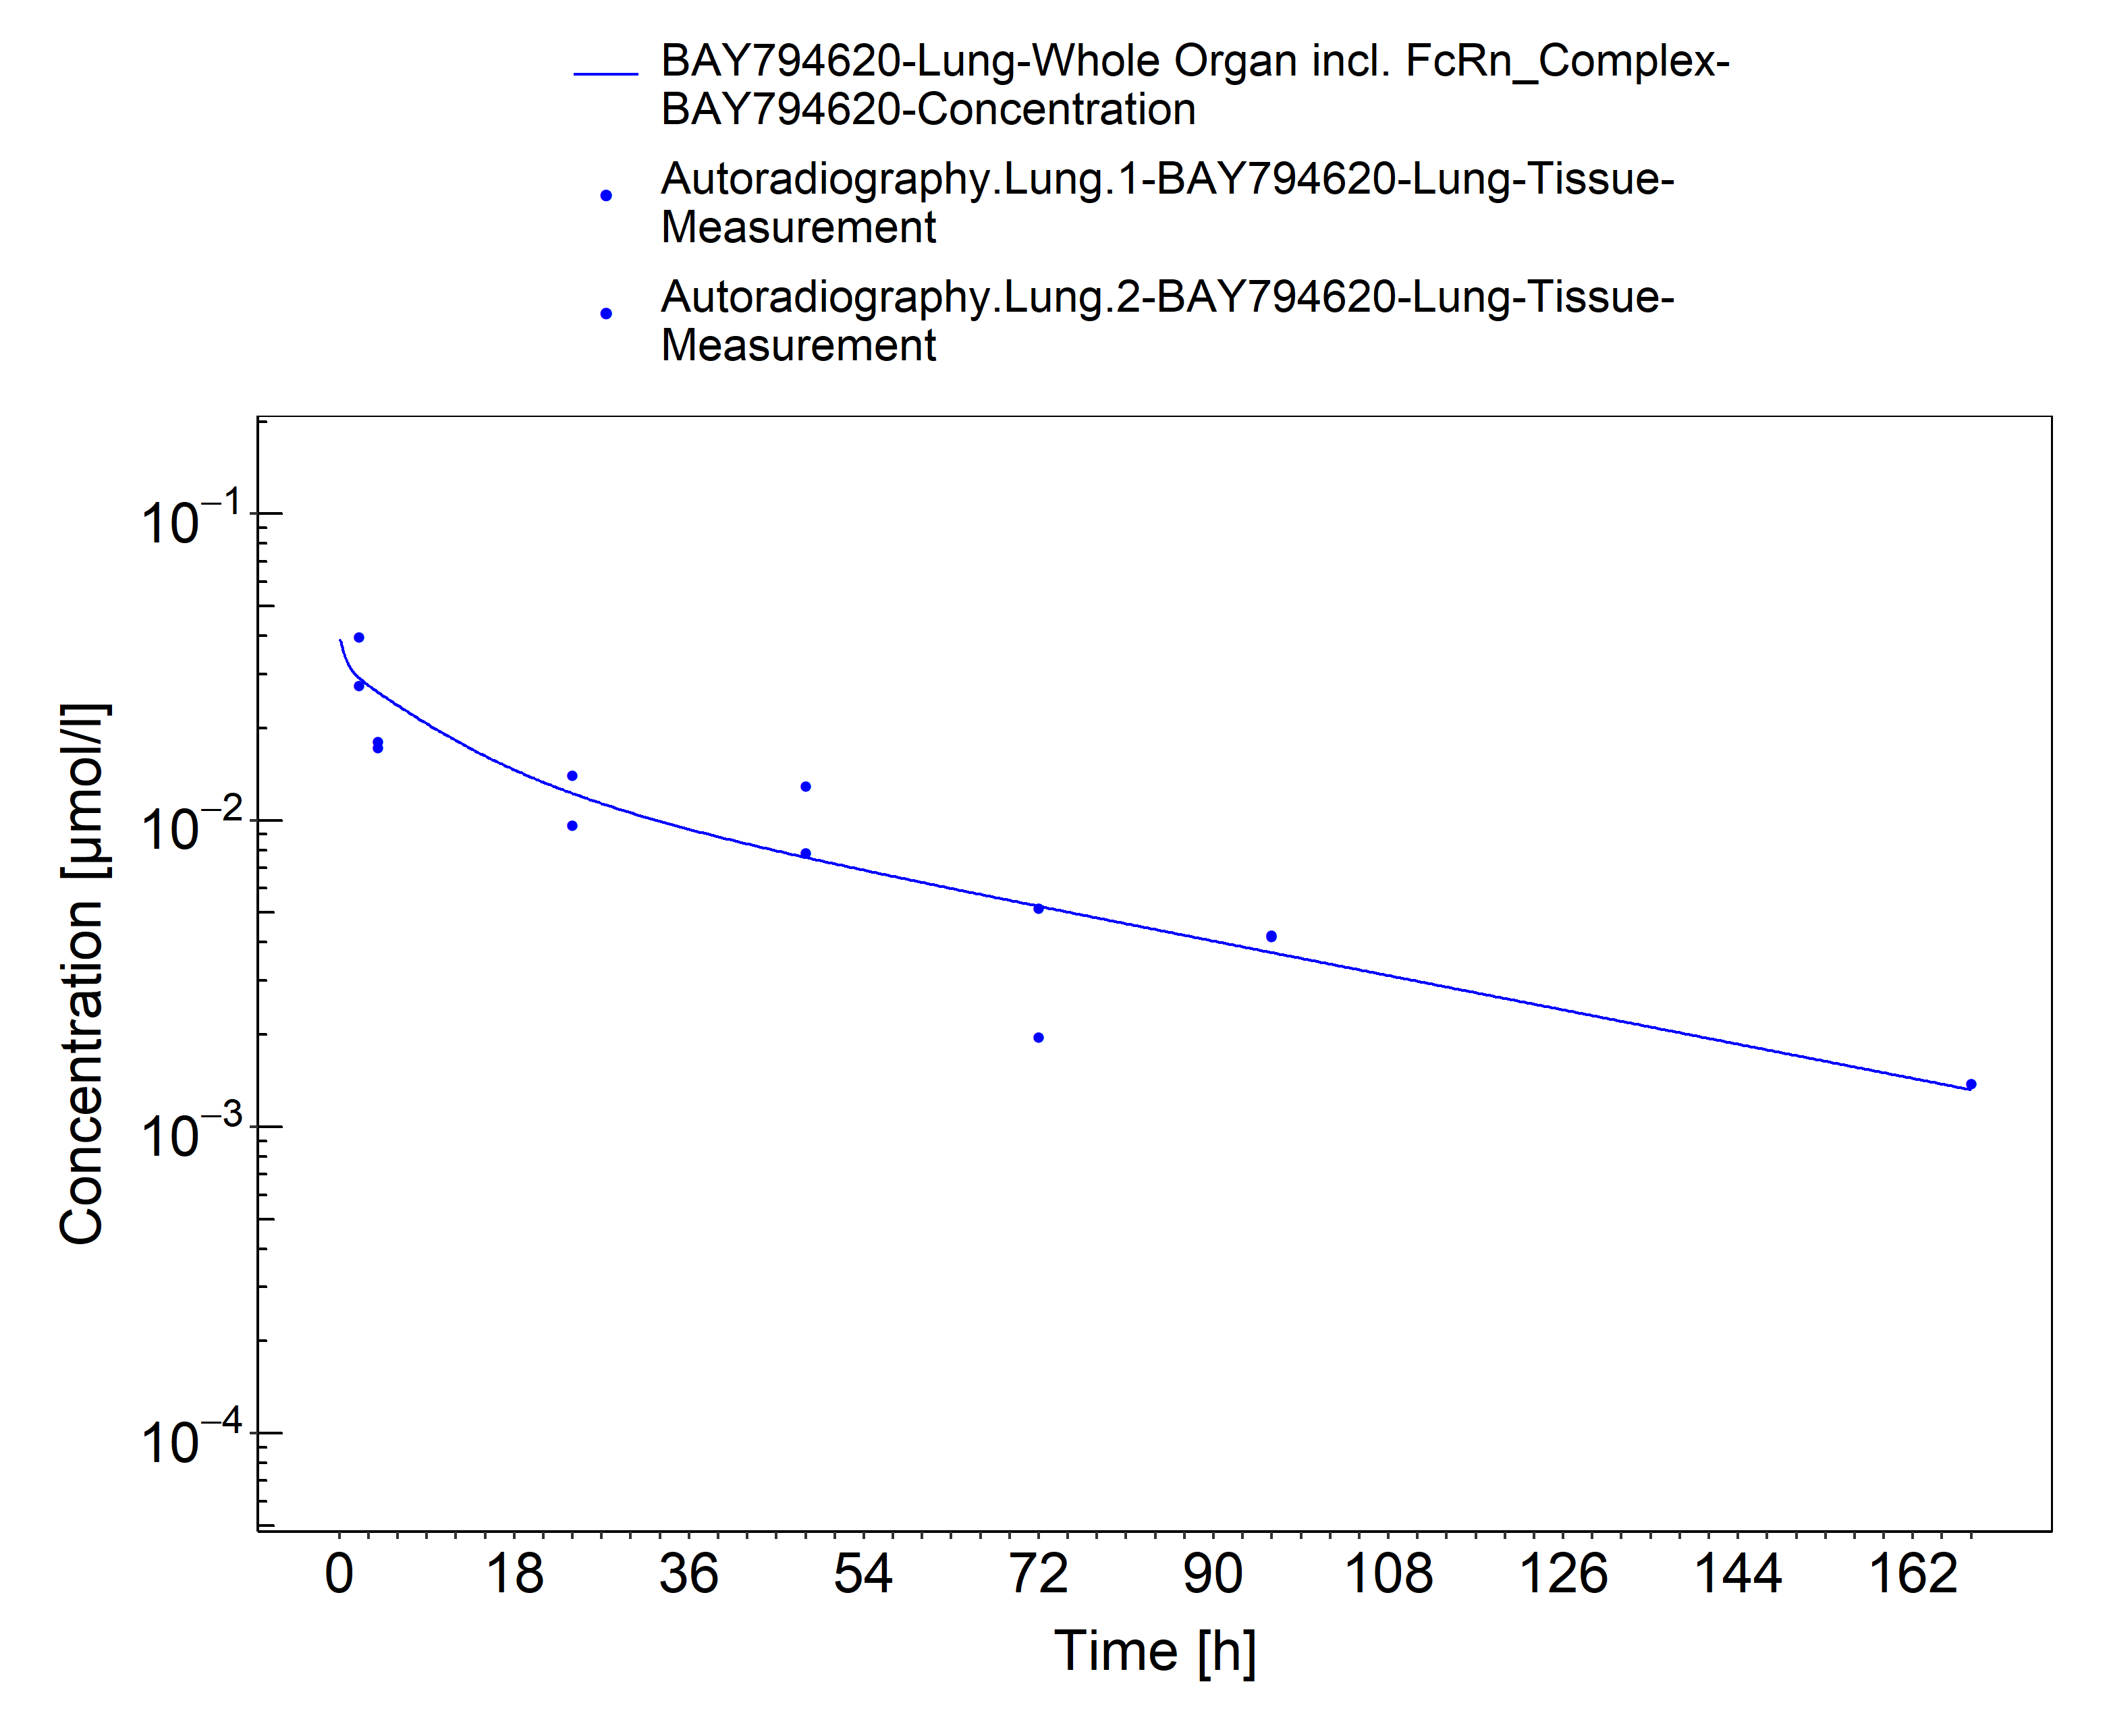 BAY794620-Lung-Whole Organ incl. FcRn_Complex-
BAY794620-Concentration
Autoradiography.Lung.1-BAY794620-Lung-Tissue-
Measurement
Autoradiography.Lung.2-BAY794620-Lung-Tissue-
Measurement
Concentration [µmol/l]
10⁻¹
10⁻²
10⁻³
10⁻⁴
0 18 36 54 72 90 108 126 144 162
Time [h]